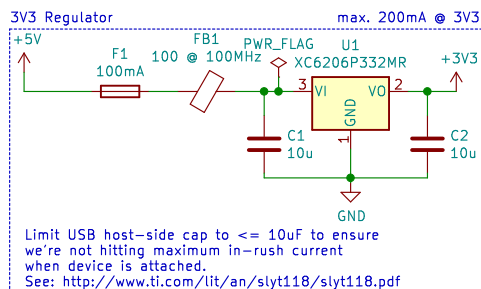 3V3 Regulator
max. 200mA @ 3V3
+5V
F1
100mA
FB1
100 @ 100MHz
PWR_FLAG
U1
XC6206P332MR
+3V3
3
VI
VO
2
GND
1
C1
10u
C2
10u
GND
Limit USB host-side cap to <= 10uF to ensure
we're not hitting maximum in-rush current
when device is attached.
See: http://www.ti.com/lit/an/slyt118/slyt118.pdf